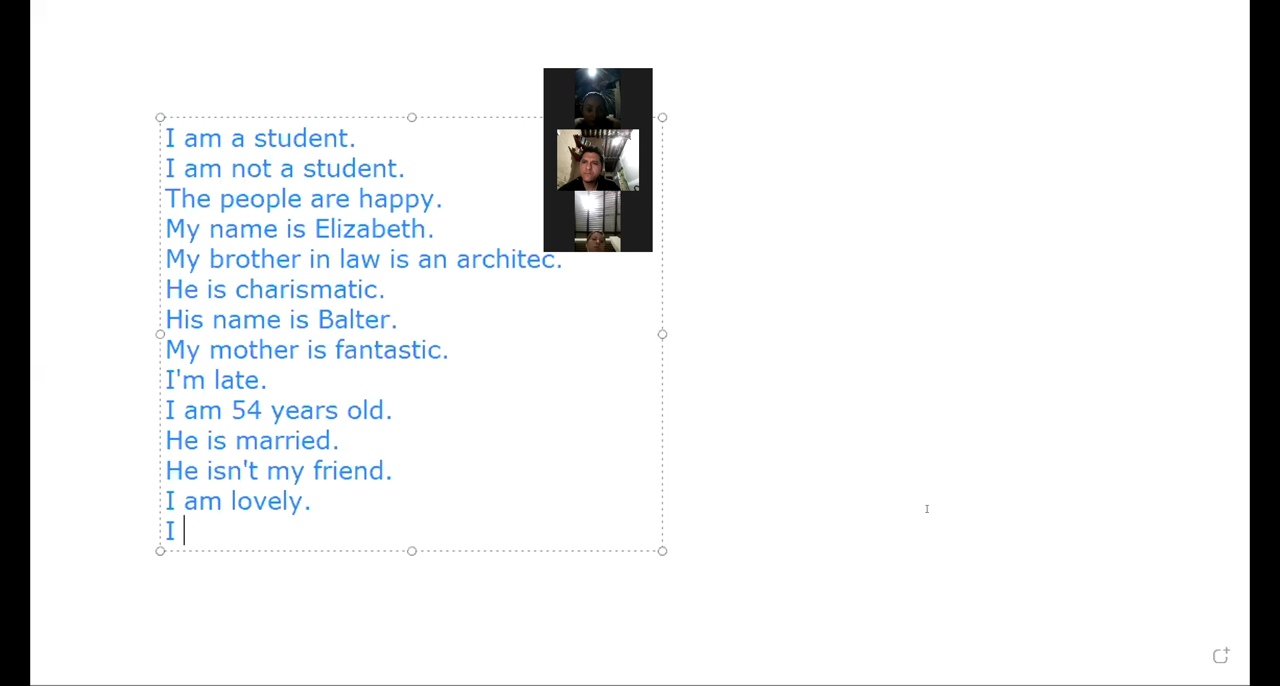 I am a student.
I am not a student.
The people are happy.
My name is Elizabeth.
My brother in law is an architec.
He is charismatic.
His name is Balter.
My mother is fantastic.
I'm late.
I am 54 years old.
He is married.
He isn't my friend.
I am lovely.
I